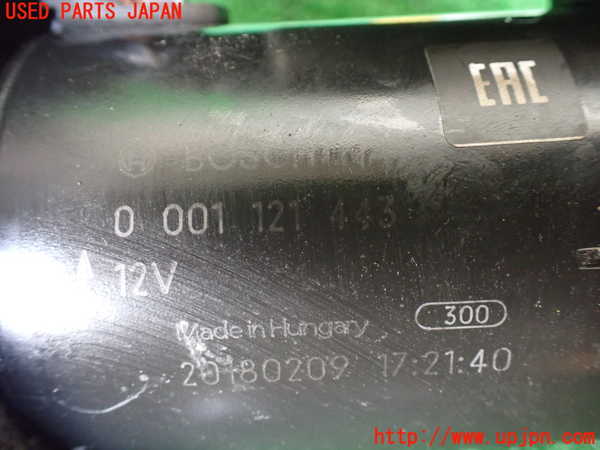 USED PARTS JAPAN
EAC
BOSCH
0 001 121 443
12V
300
Made in Hungary
20180209 17:21:40
http://www.upjpn.com